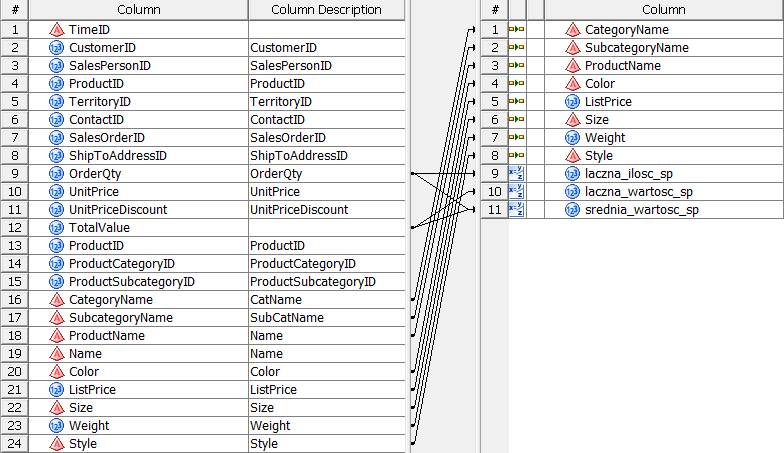 # Column Column Description # Column
1 TimeID 1 CategoryName
2 CustomerID CustomerID 2 SubcategoryName
3 SalesPersonID SalesPersonID 3 ProductName
4 ProductID ProductID 4 Color
5 TerritoryID TerritoryID 5 ListPrice
6 ContactID ContactID 6 Size
7 SalesOrderID SalesOrderID 7 Weight
8 ShipToAddressID ShipToAddressID 8 Style
9 OrderQty OrderQty 9 laczna_ilosc_sp
10 UnitPrice UnitPrice 10 laczna_wartosc_sp
11 UnitPriceDiscount UnitPriceDiscount 11 srednia_wartosc_sp
12 TotalValue
13 ProductID ProductID
14 ProductCategoryID ProductCategoryID
15 ProductSubcategoryID ProductSubcategoryID
16 CategoryName CatName
17 SubcategoryName SubCatName
18 ProductName Name
19 Name Name
20 Color Color
21 ListPrice ListPrice
22 Size Size
23 Weight Weight
24 Style Style